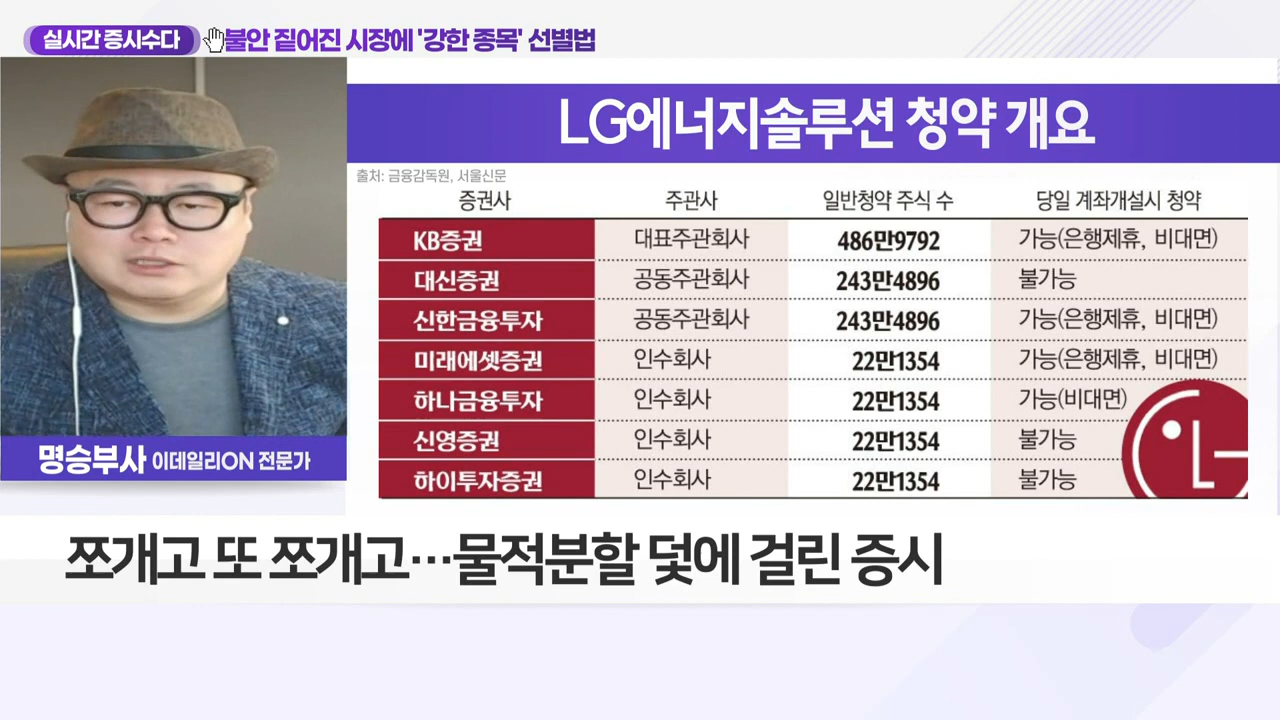 실시간 증시수다 불안 짙어진 시장에 '강한 종목' 선별법
LG에너지솔루션 청약 개요
출처: 금융감독원, 서울신문
증권사 주관사 일반청약 주식 수 당일 계좌개설시 청약
KB증권 대표주관회사 486만9792 가능(은행제휴, 비대면)
대신증권 공동주관회사 243만4896 불가능
신한금융투자 공동주관회사 243만4896 가능(은행제휴, 비대면)
미래에셋증권 인수회사 22만1354 가능(은행제휴, 비대면)
하나금융투자 인수회사 22만1354 가능(비대면)
신영증권 인수회사 22만1354 불가능
하이투자증권 인수회사 22만1354 불가능
LG
명승부사 이데일리ON 전문가
쪼개고 또 쪼개고…물적분할 덫에 걸린 증시